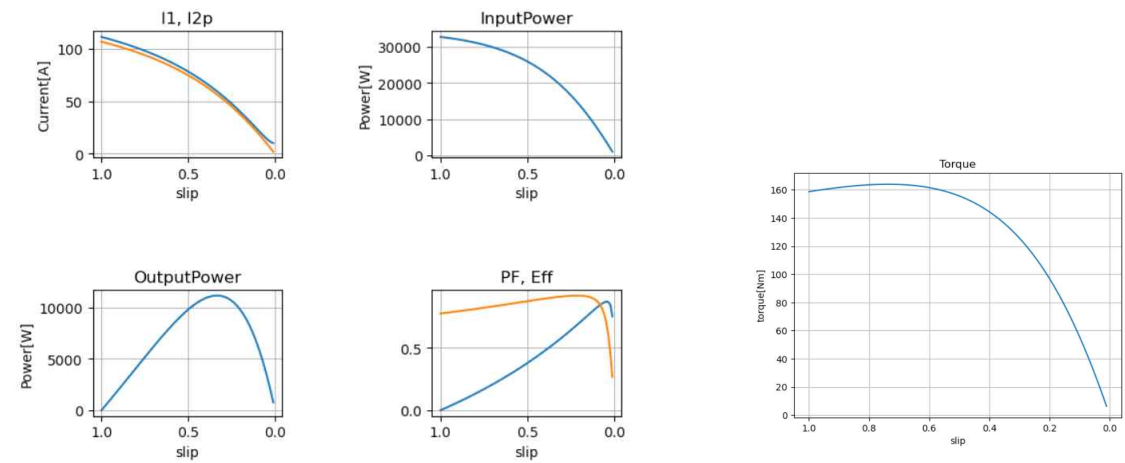 I1, I2p
Current[A]
100
50
0
1.0
0.5
0.0
slip
InputPower
Power[W]
30000
20000
10000
0
1.0
0.5
0.0
slip
OutputPower
Power[W]
10000
5000
0
1.0
0.5
0.0
slip
PF, Eff
0.5
0.0
1.0
0.5
0.0
slip
Torque
torque[Nm]
160
140
120
100
80
60
40
20
0
1.0
0.8
0.6
0.4
0.2
0.0
slip